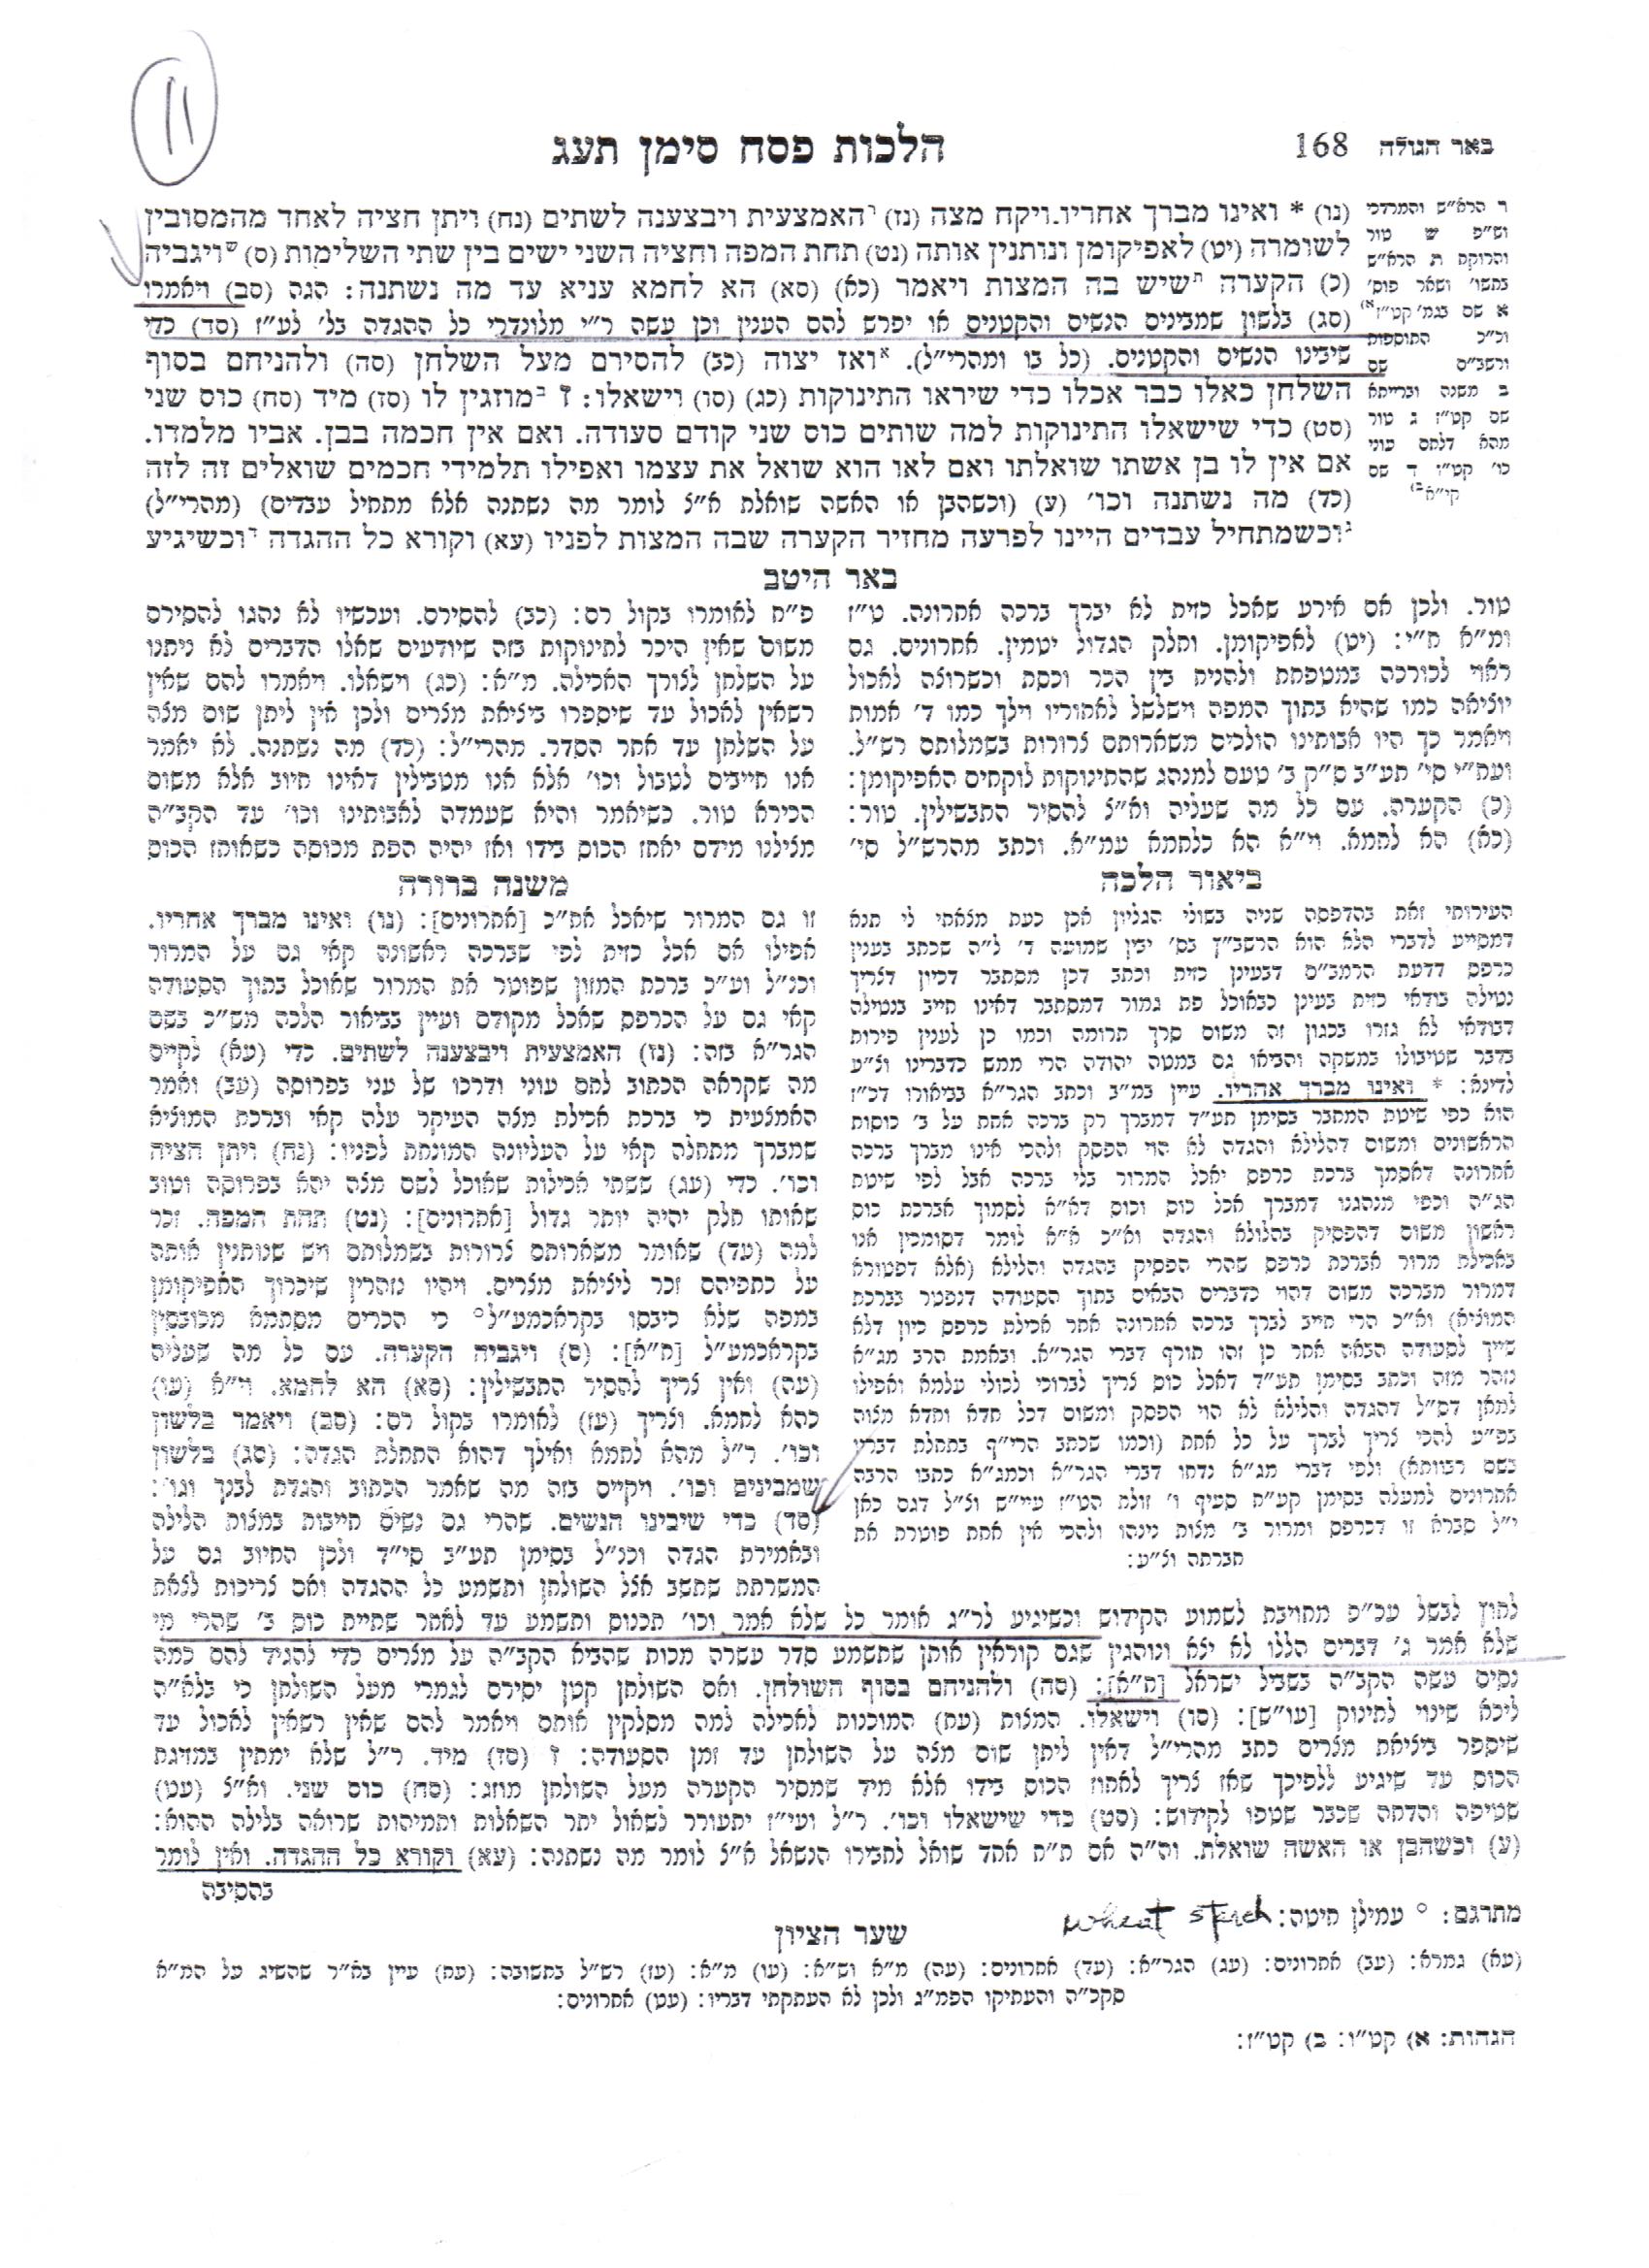 11
באר הגולה 168 הלכות פסח סימן תעג
ר הרא״ש והמרדכי
וש״פ ש טור
והרוקח ת הרא״ש
בתשו׳ ושאר פוס׳
א שם בגמ׳ קט״ז א)
וכ״כ התוספות
ורשב״ם שם
ב משנה וברייתא
שם קט״ז ג טור
מהא דלחם עוני
כו׳ קט״ו ד שם
קי״א ב)
(נו) * ואינו מברך אחריו. ויקח מצה (נז) ר האמצעית ויבצענה לשתים (נח) ויתן חציה לאחד מהמסובין
לשומרה (יט) לאפיקומן ונותנין אותה (נט) תחת המפה וחציה השני ישים בין שתי השלימות (ס) ש ויגביה
(כ) הקערה ת שיש בה המצות ויאמר (כא) (סא) הא לחמא עניא עד מה נשתנה: הגה (סב) ויאמרו
(סג) בלשון שמבינים הנשים והקטנים או יפרש להם הענין וכן עשה ר״י מלונדרי כל ההגדה בל׳ לע״ז (סד) כדי
שיבינו הנשים והקטנים. (כל בו ומהרי״ל). א ואז יצוה (כב) להסירם מעל השלחן (סה) ולהניחם בסוף
השלחן כאלו כבר אכלו כדי שיראו התינוקות (כג) (סו) וישאלו: ז ב מוזגין לו (סז) מיד (סח) כוס שני
(סט) כדי שישאלו התינוקות למה שותים כוס שני קודם סעודה. ואם אין חכמה בבן. אביו מלמדו.
אם אין לו בן אשתו שואלתו ואם לאו הוא שואל את עצמו ואפילו תלמידי חכמים שואלים זה לזה
(כד) מה נשתנה וכו׳ (ע) (וכשהבן או האשה שואלת א״צ לומר מה נשתנה אלא מתחיל עבדים) (מהרי״ל)
ג וכשמתחיל עבדים היינו לפרעה מחזיר הקערה שבה המצות לפניו (עא) וקורא כל ההגדה ד וכשיגיע
באר היטב
טור. ולכן אם אירע שאכל כזית לא יברך ברכה אחרונה. ט״ז
ומ״א ח״י: (יט) לאפיקומן. וחלק הגדול יטמין. אחרונים. גם
ראוי לכורכה במטפחת ולהניח בין הכר וכסת וכשרוצה לאכול
יוציאה כמו שהיא בתוך המפה וישלשל לאחוריו וילך כמו ד׳ אמות
ויאמר כך היו אבותינו הולכים משארותם צרורות בשמלותם רש״ל.
ועח״י סי׳ תע״ב ס״ק ב׳ טעם למנהג שהתינוקות לוקחים האפיקומן:
(כ) הקערה. עם כל מה שעליה וא״צ להסיר התבשילין. טור:
(כא) הא לחמא. וי״א הא כלחמא עמ״א. וכתב מהרש״ל סי׳
פ״ח לאומרו בקול רם: (כב) להסירם. ועכשיו לא נהגו להסירם
משום שאין היכר לתינוקות בזה שיודעים שאלו הדברים לא ניתנו
על השלחן לצורך האכילה. מ״א: (כג) וישאלו. ויאמרו להם שאין
רשאין לאכול עד שיספרו ביציאת מצרים ולכן אין ליתן שום מצה
על השלחן עד אחר הסדר. מהרי״ל: (כד) מה נשתנה. לא יאמר
אנו חייבים לטבול וכו׳ אלא אנו מטבילין דאינו חיוב אלא משום
הכירא טור. כשיאמר והיא שעמדה לאבותינו וכו׳ עד הקב״ה
מצילנו מידם יאחז הכוס בידו ואז יהיה הפת מכוסה כשאוחז הכוס
ביאור הלכה
העירותי זאת בהדפסה שניה בשולי הגליון אכן כעת מצאתי לי תנא
דמסייע לדברי הלא הוא הרשב״ץ בס׳ יבין שמועה ד׳ ל״ה שכתב בענין
כרפס דדעת הרמב״ם דבעינן כזית וכתב דכן מסתבר דכיון דצריך
נטילה בודאי כזית בעינן כבאוכל פת גמור דמסתבר דאינו חייב בנטילה
דבודאי לא גזרו בכגון זה משום סרך תרומה וכמו כן לענין פירות
בדבר שטיבולו במשקה והביאו גם במטה יהודה הרי ממש כדברינו וצ״ע
לדינא: * ואינו מברך אחריו. עיין במ״ב וכתב הגר״א בביאורו דכ״ז
הוא כפי שיטת המחבר בסימן תע״ד דמברך רק ברכה אחת על ב׳ כוסות
הראשונים ומשום דהלילא והגדה לא הוי הפסק ולהכי אינו מברך ברכה
אחרונה דאסמך ברכת כרפס יאכל המרור בלי ברכה אבל לפי שיטת
הג״ה וכפי מנהגנו דמברך אכל כוס וכוס דא״א לסמוך אברכת כוס
ראשון משום דהפסיק בהלולא והגדה וא״כ א״א לומר דסומכין אנו
באכילת מרור אברכת כרפס שהרי הפסיק בהגדה והלילא (אלא דפטורא
דמרור מברכה משום דהוי כדברים הבאים בתוך הסעודה דנפטר בברכת
המוציא) וא״כ הרי חייב לברך ברכה אחרונה אחר אכילת כרפס כיון דלא
שייך לסעודה הבאה אחר כן זהו תורף דברי הגר״א. ובאמת הרב מג״א
נזהר מזה וכתב בסימן תע״ד דאכל כוס צריך לברוכי לכולי עלמא ואפילו
למאן דס״ל דהגדה והלילא לא הוי הפסק ומשום דכל חדא וחדא מצוה
בפ״ע להכי צריך לברך על כל אחת (וכמו שכתב הרי״ף בתחלת דבריו
בשם רבוותא) ולפי דברי מג״א נדחו דברי הגר״א וכמג״א כתבו הרבה
אחרונים למעלה בסימן קע״ח סעיף ו׳ זולת הט״ז עיי״ש וצ״ל דגם כאן
י״ל סברא זו דכרפס ומרור ב׳ מצות נינהו ולהכי אין אחת פוטרת את
חברתה וצ״ע:
משנה ברורה
זו גם המרור שיאכל אח״כ [אחרונים]: (נו) ואינו מברך אחריו.
אפילו אם אכל כזית לפי שברכה ראשונה קאי גם על המרור
וכנ״ל וע״כ ברכת המזון שפוטר את המרור שאוכל בתוך הסעודה
קאי גם על הכרפס שאכל מקודם ועיין בביאור הלכה מש״כ בשם
הגר״א בזה: (נז) האמצעית ויבצענה לשתים. כדי (עא) לקיים
מה שקראה הכתוב לחם עוני ודרכו של עני בפרוסה (עב) ואמר
האמצעית כי ברכת אכילת מצה העיקר עלה קאי וברכת המוציא
שמברך מתחלה קאי על העליונה המונחת לפניו: (נח) ויתן חציה
וכו׳. כדי (עג) ששתי אכילות שאוכל לשם מצה יהא בפרוסה וטוב
שאותו חלק יהיה יותר גדול [אחרונים]: (נט) תחת המפה. זכר
למה (עד) שאומר משארותם צרורות בשמלותם ויש שנותנין אותה
על כתפיהם זכר ליציאת מצרים. ויהיו נזהרין שיכרוך האפיקומן
במפה שלא כיבסו בקראכמע״ל° כי הכרים מסתמא מכובסין
בקראכמע״ל [ח״א]: (ס) ויגביה הקערה. עם כל מה שעליה
(עה) ואין צריך להסיר התבשילין: (סא) הא לחמא. וי״א (עו)
כהא לחמא. וצריך (עז) לאומרו בקול רם: (סב) ויאמר בלשון
וכו׳. ר״ל מהא לחמא ואילך דהוא התחלת הגדה: (סג) בלשון
שמבינים וכו׳. ויקיים בזה מה שאמר הכתוב והגדת לבנך וגו׳:
(סד) כדי שיבינו הנשים. שהרי גם נשים חייבות במצות הלילה
ובאמירת הגדה וכנ״ל בסימן תע״ב סי״ד ולכן החיוב גם על
המשרתת שתשב אצל השולחן ותשמע כל ההגדה ואם צריכות לצאת
לחוץ לבשל עכ״פ מחויבת לשמוע הקידוש וכשיגיע לר״ג אומר כל שלא אמר וכו׳ תכנוס ותשמע עד לאחר שתיית כוס ב׳ שהרי מי
שלא אמר ג׳ דברים הללו לא יצא ונוהגין שגם קוראין אותן שתשמע סדר עשרה מכות שהביא הקב״ה על מצרים כדי להגיד להם כמה
נסים עשה הקב״ה בשביל ישראל [ח״א]: (סה) ולהניחם בסוף השולחן. ואם השולחן קטן יסירם לגמרי מעל השולחן כי בלא״ה
ליכא שינוי לתינוק [עו״ש]: (סו) וישאלו. המצות (עח) המוכנות לאכילה למה מסלקין אותם ויאמר להם שאין רשאין לאכול עד
שיספר ביציאת מצרים כתב מהרי״ל דאין ליתן שום מצה על השולחן עד זמן הסעודה: ז (סז) מיד. ר״ל שלא ימתין במזיגת
הכוס עד שיגיע ללפיכך שאז צריך לאחוז הכוס בידו אלא מיד שמסיר הקערה מעל השולחן מוזג: (סח) כוס שני. וא״צ (עט)
שטיפה והדחה שכבר שטפו לקידוש: (סט) כדי שישאלו וכו׳. ר״ל ועי״ז יתעורר לשאול יתר השאלות ותמיהות שרואה בלילה ההוא:
(ע) וכשהבן או האשה שואלת. וה״ה אם ת״ח אחד שואל לחבירו הנשאל א״צ לומר מה נשתנה: (עא) וקורא כל ההגדה. ואין לומר
בהסיבה
מתרגם: ° עמילן חיטה: wheat starch
שער הציון
(עא) גמרא: (עב) אחרונים: (עג) הגר״א: (עד) אחרונים: (עה) מ״א וש״א: (עו) מ״א: (עז) רש״ל בתשובה: (עח) עיין בא״ר שהשיג על המ״א
סקכ״ה והעתיקו הפמ״ג ולכן לא העתקתי דבריו: (עט) אחרונים:
הגהות: א) קט״ו: ב) קט״ז: